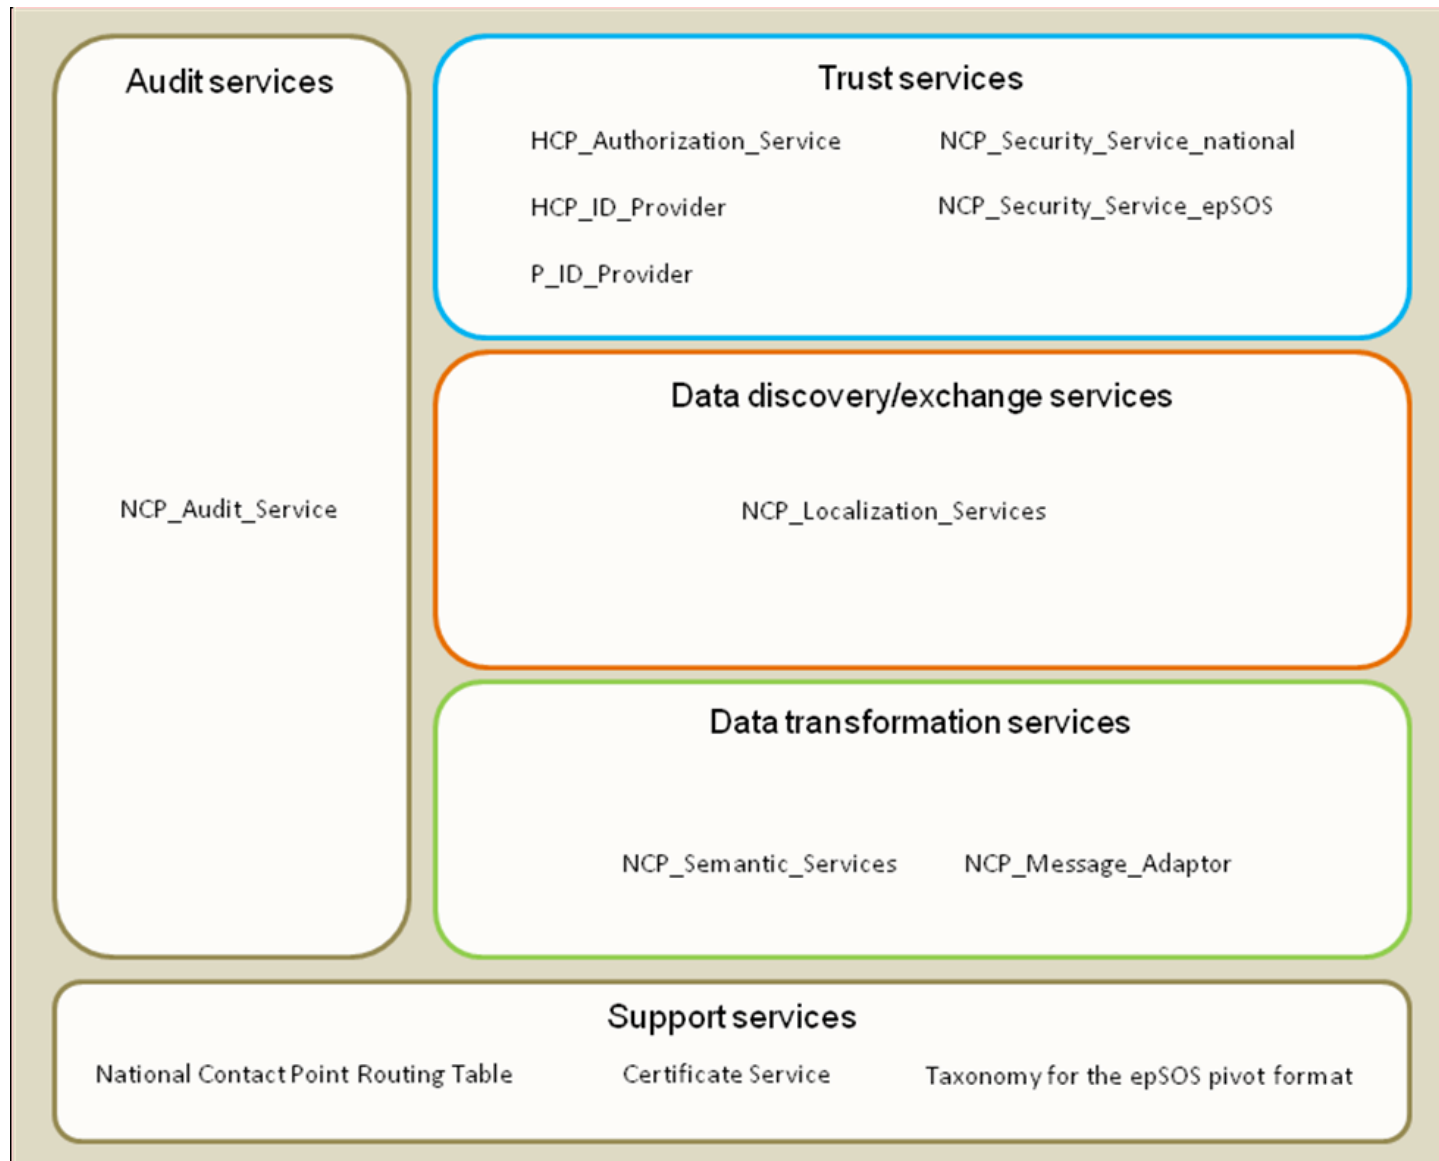 Audit services
NCP_Audit_Service
Trust services
HCP_Authorization_Service
NCP_Security_Service_national
HCP_ID_Provider
NCP_Security_Service_epSOS
P_ID_Provider
Data discovery/exchange services
NCP_Localization_Services
Data transformation services
NCP_Semantic_Services
NCP_Message_Adaptor
Support services
National Contact Point Routing Table
Certificate Service
Taxonomy for the epSOS pivot format